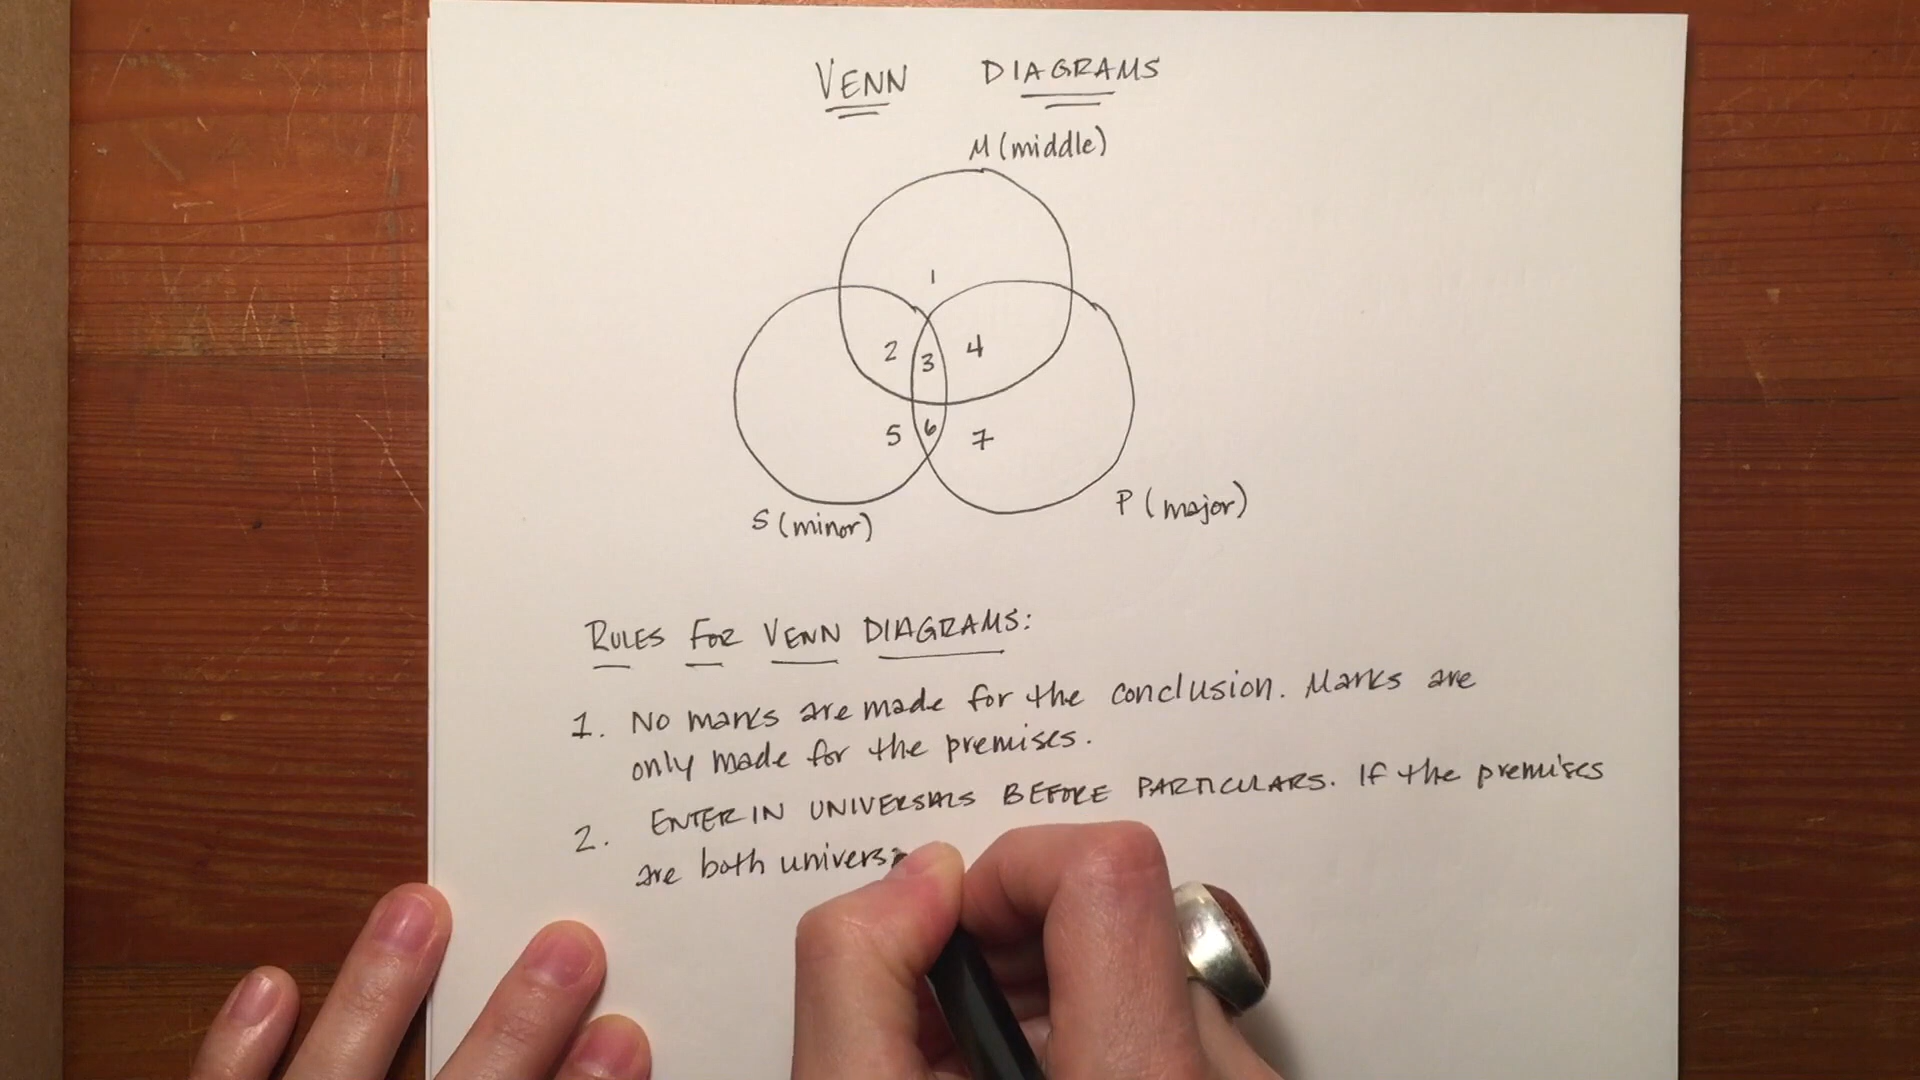 VENN DIAGRAMS
M (middle)
1
2 3 4
5 6 7
S (minor)
P (major)
RULES FOR VENN DIAGRAMS:
1. No marks are made for the conclusion. Marks are
only made for the premises.
2. ENTER IN UNIVERSALS BEFORE PARTICULARS. If the premises
are both univers